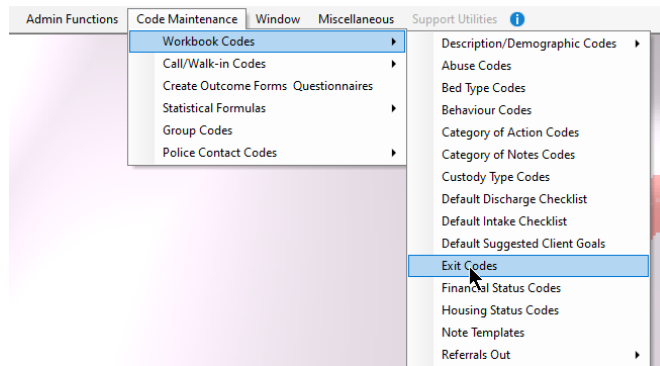 Admin Functions Code Maintenance Window Miscellaneous Support Utilities i
Workbook Codes
Call/Walk-in Codes
Create Outcome Forms Questionnaires
Statistical Formulas
Group Codes
Police Contact Codes
Description/Demographic Codes
Abuse Codes
Bed Type Codes
Behaviour Codes
Category of Action Codes
Category of Notes Codes
Custody Type Codes
Default Discharge Checklist
Default Intake Checklist
Default Suggested Client Goals
Exit Codes
Financial Status Codes
Housing Status Codes
Note Templates
Referrals Out